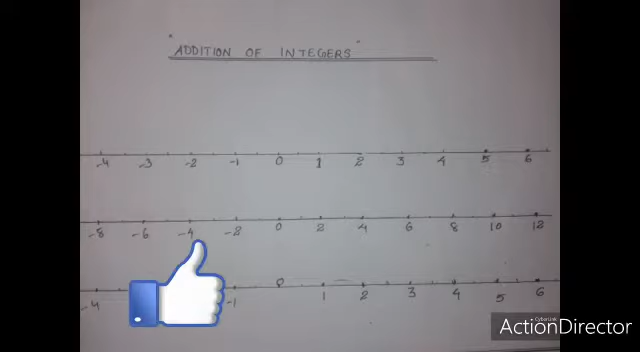 "ADDITION OF INTEGERS"
-4 -3 -2 -1 0 1 2 3 4 5 6
-8 -6 -4 -2 0 2 4 6 8 10 12
-4 -1 0 1 2 3 4 5 6
CyberLink
ActionDirector